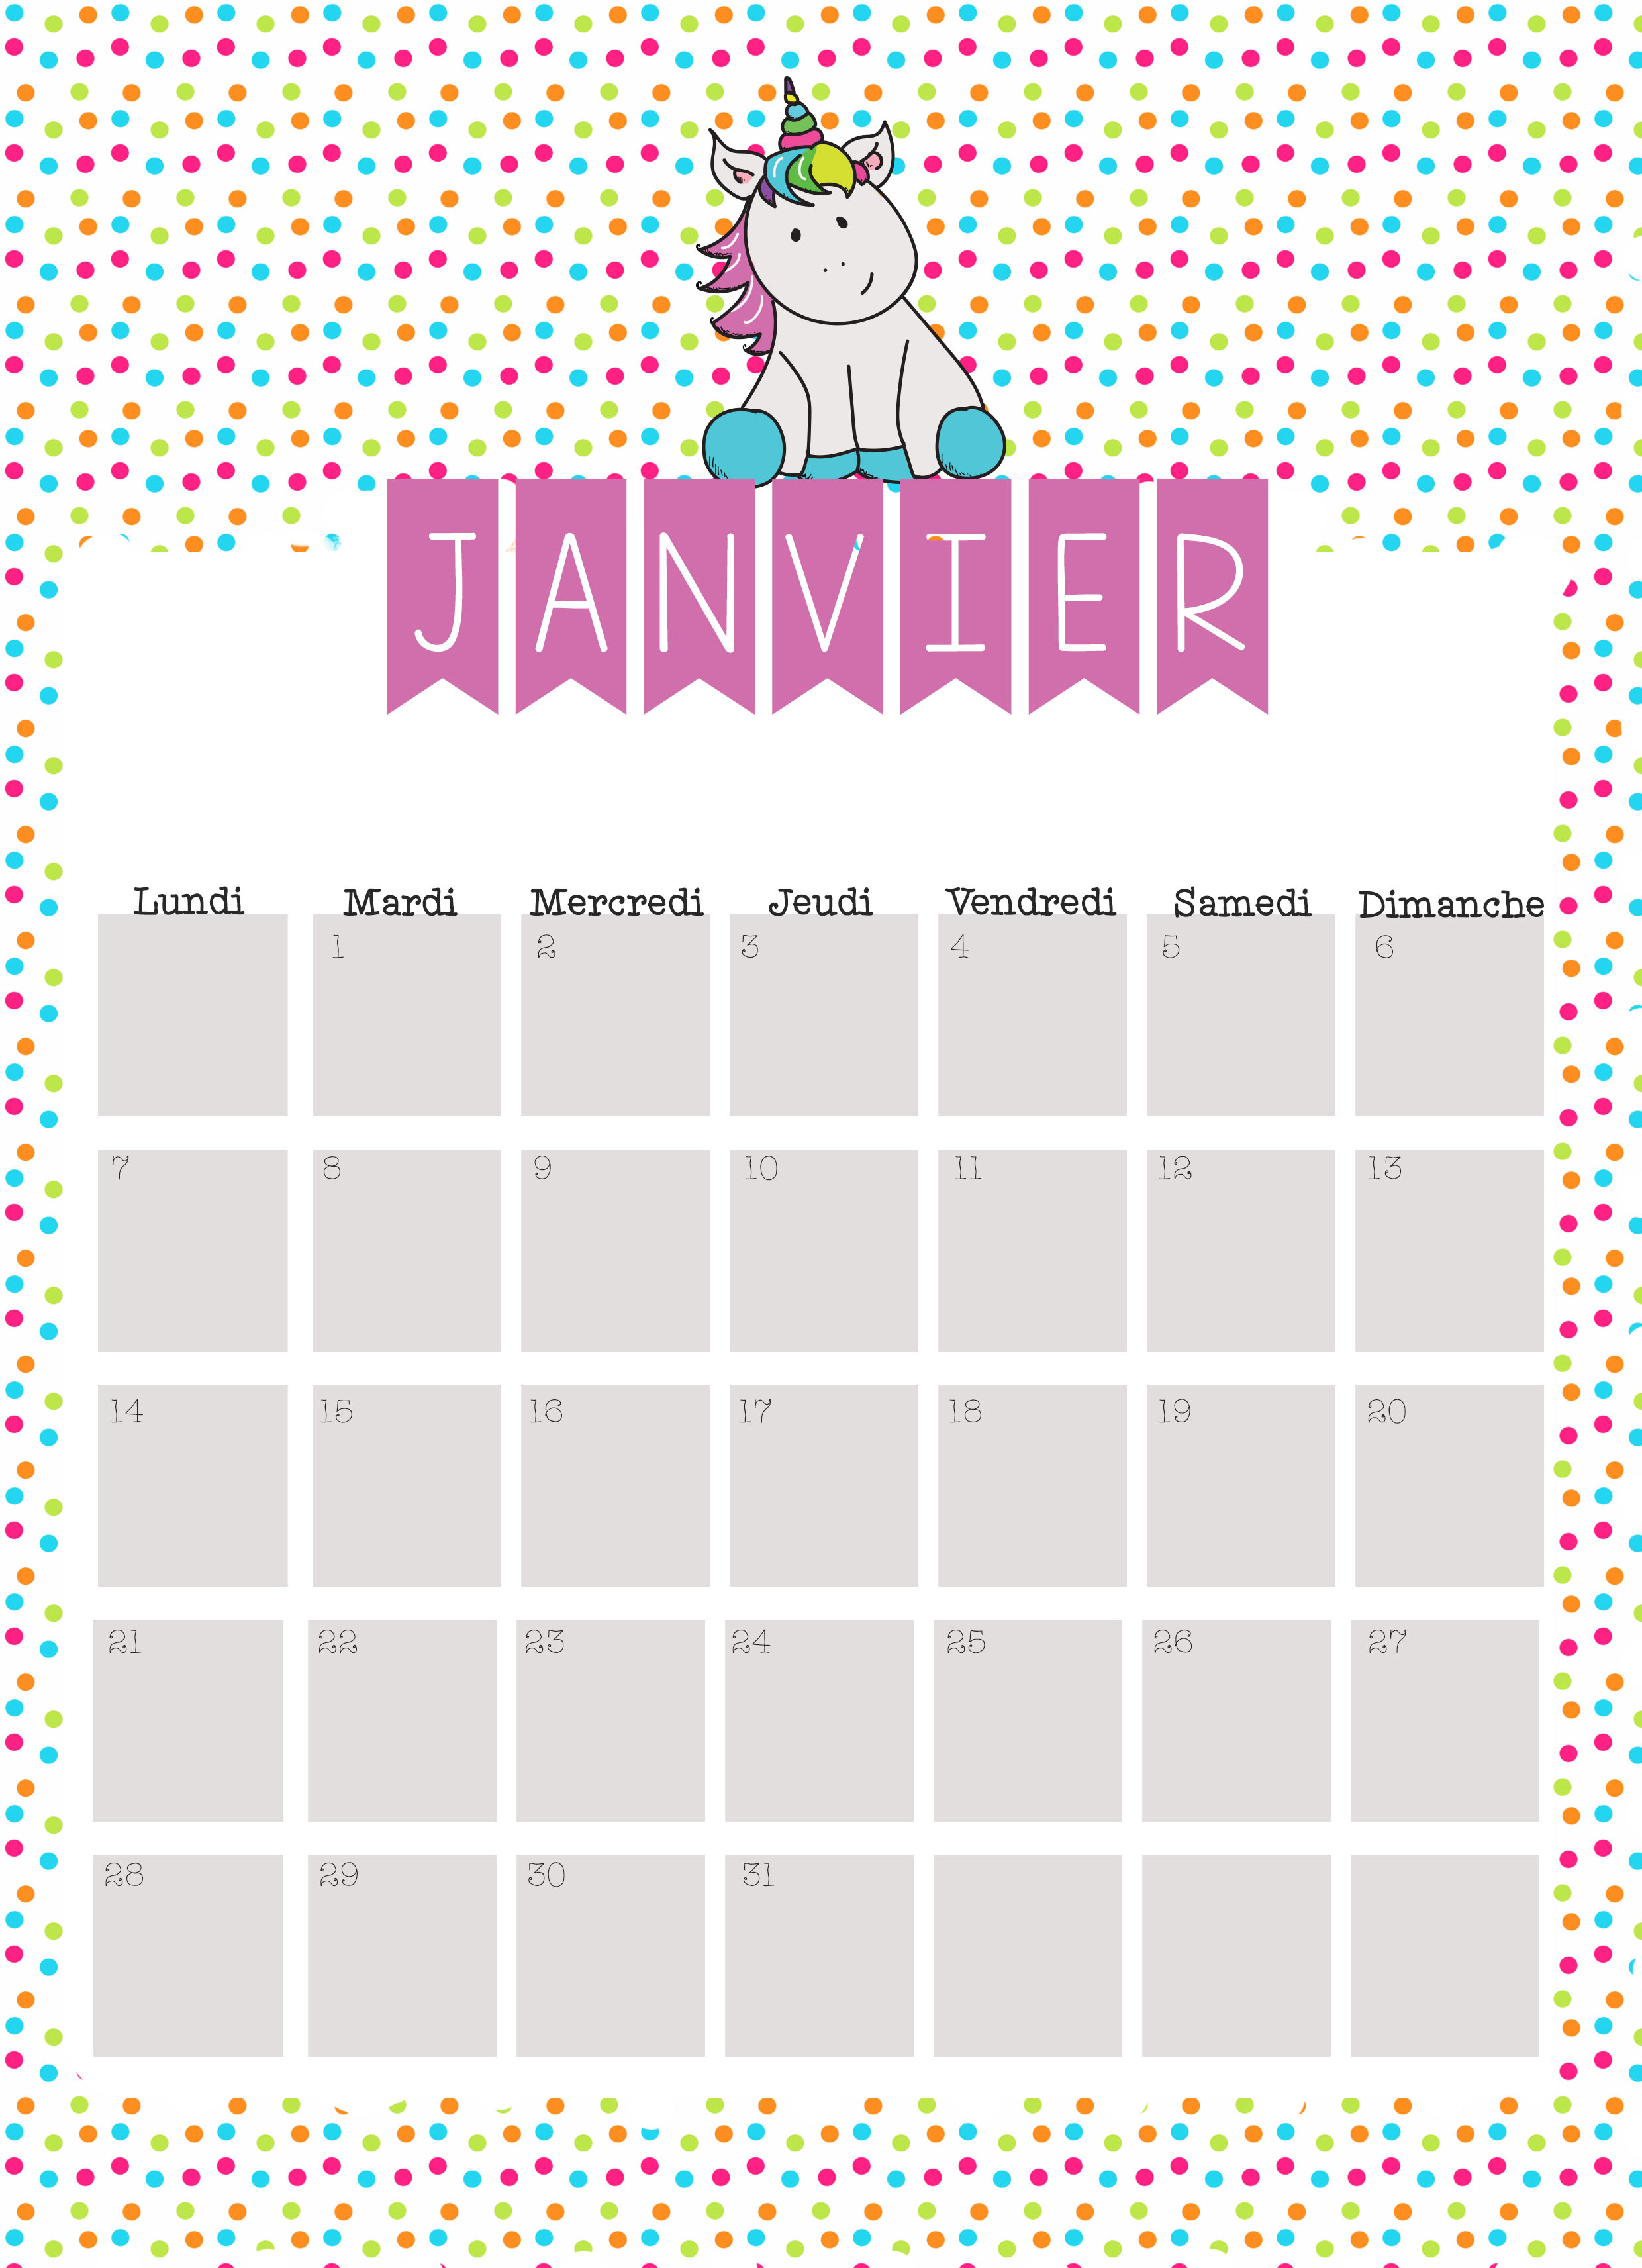 JANVIER
Lundi Mardi Mercredi Jeudi Vendredi Samedi Dimanche
1 2 3 4 5 6
7 8 9 10 11 12 13
14 15 16 17 18 19 20
21 22 23 24 25 26 27
28 29 30 31